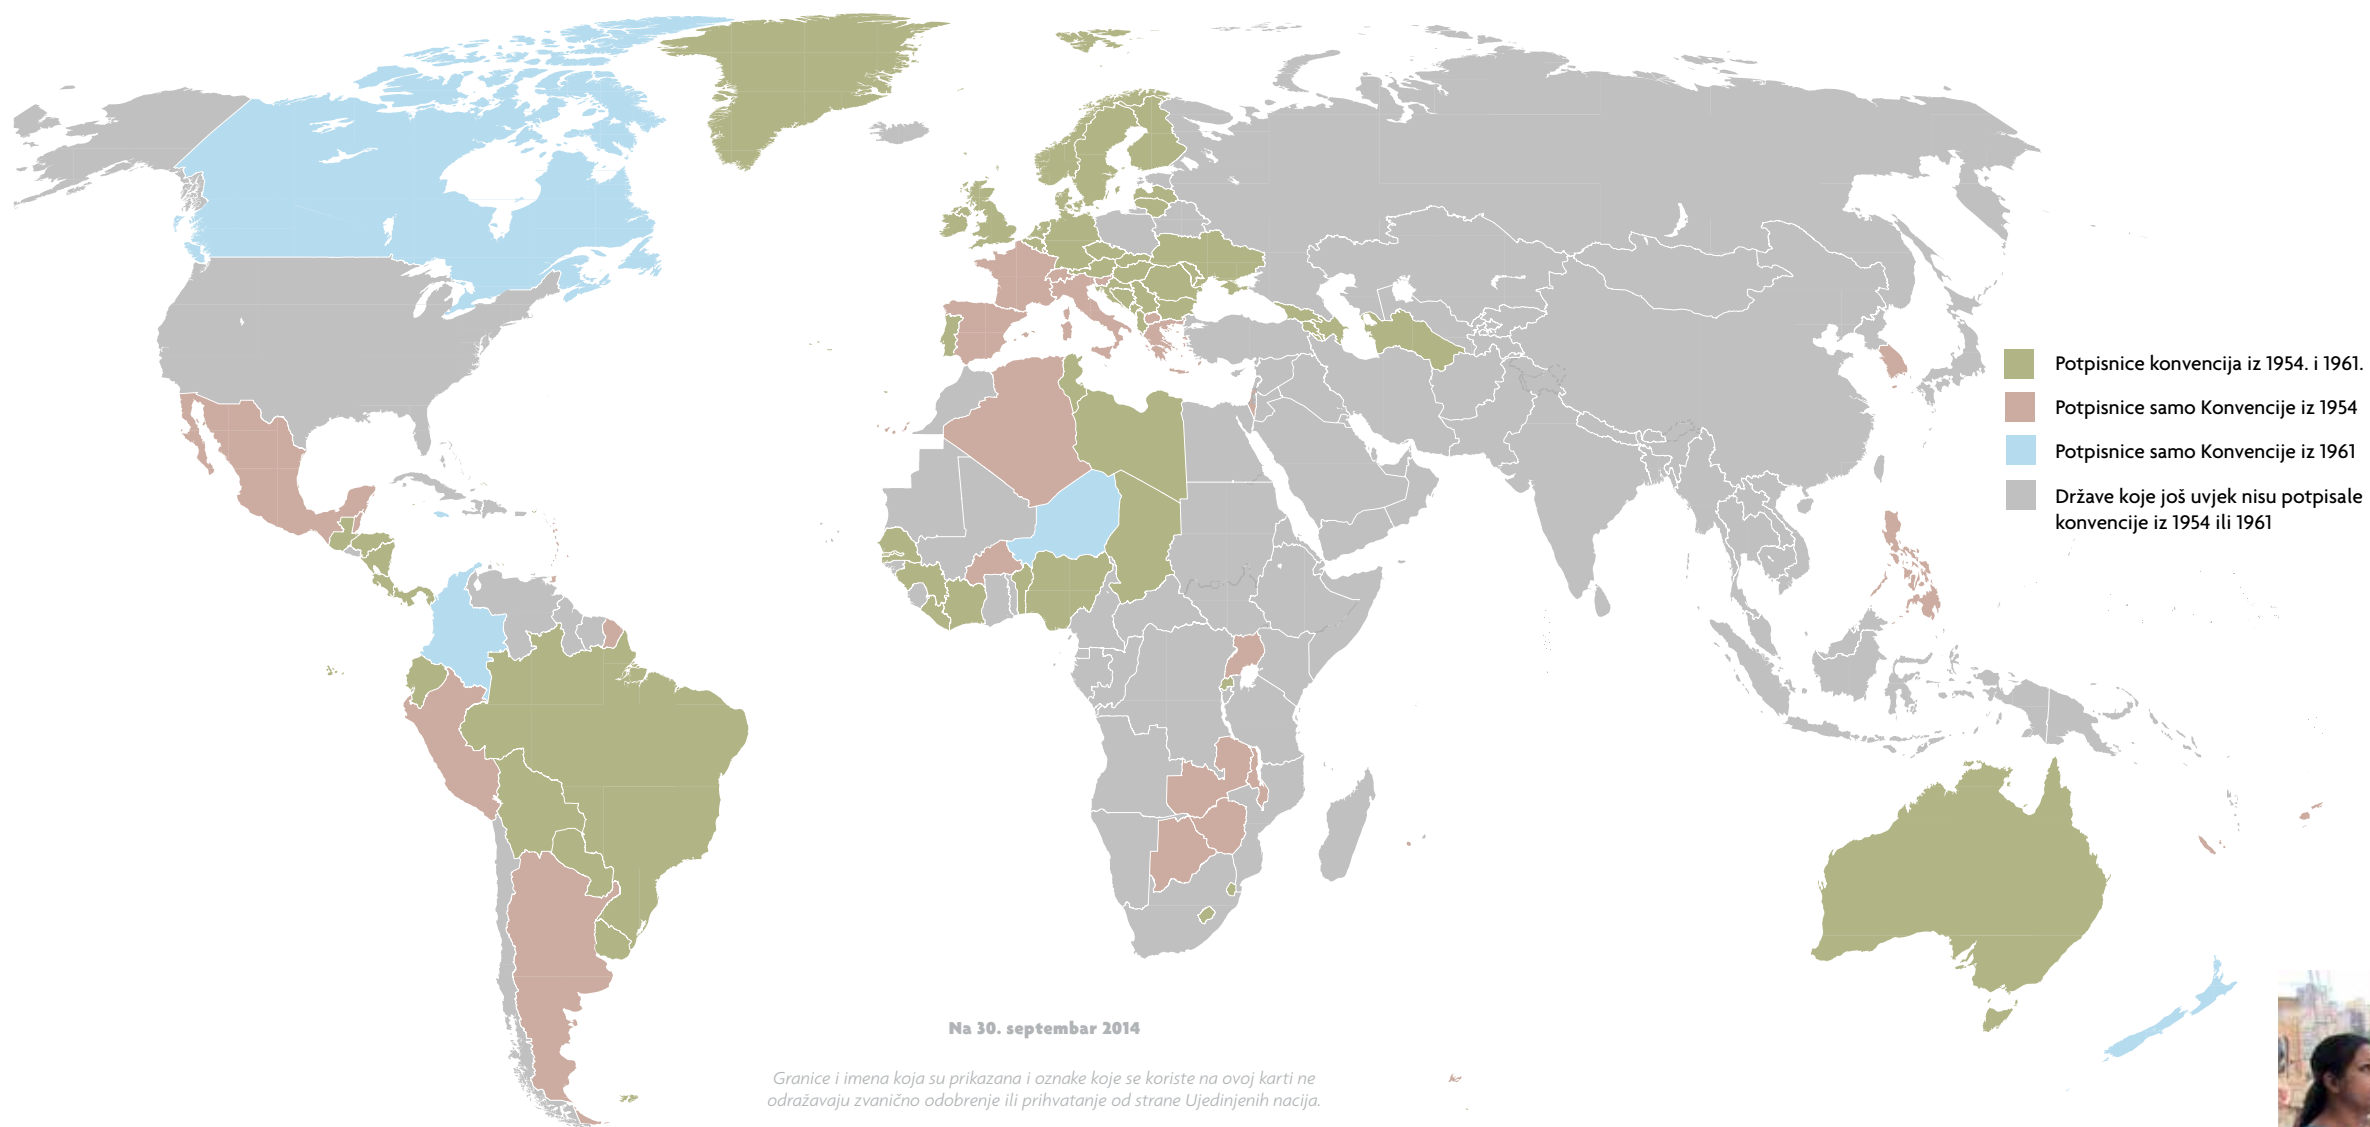 Potpisnice konvencija iz 1954. i 1961.
Potpisnice samo Konvencije iz 1954
Potpisnice samo Konvencije iz 1961
Države koje još uvjek nisu potpisale
konvencije iz 1954 ili 1961
Na 30. septembar 2014
Granice i imena koja su prikazana i oznake koje se koriste na ovoj karti ne
odražavaju zvanično odobrenje ili prihvatanje od strane Ujedinjenih nacija.